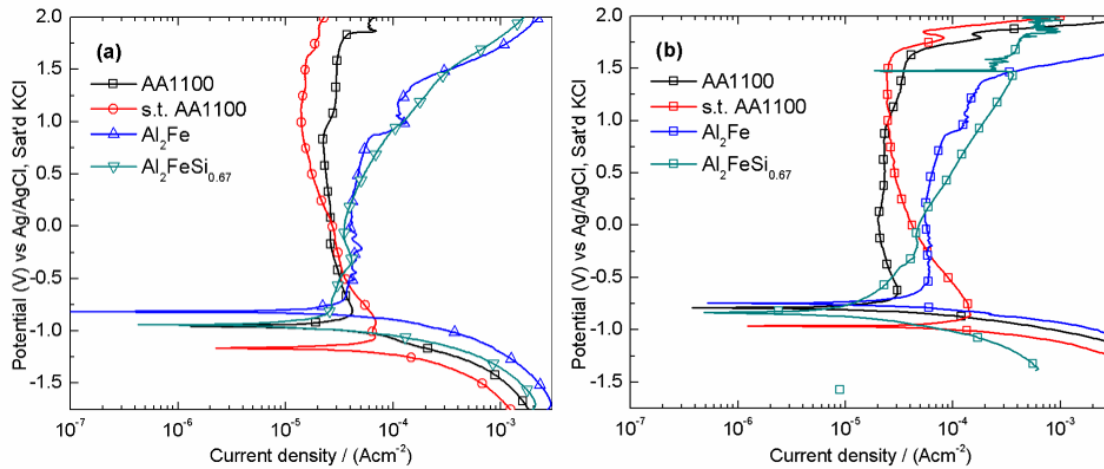 (a)
AA1100
s.t. AA1100
Al₂Fe
Al₂FeSi₀.₆₇
Potential (V) vs Ag/AgCl, Sat'd KCl
2.0
1.5
1.0
0.5
0.0
-0.5
-1.0
-1.5
10⁻⁷
10⁻⁶
10⁻⁵
10⁻⁴
10⁻³
Current density / (Acm⁻²)
(b)
AA1100
s.t. AA1100
Al₂Fe
Al₂FeSi₀.₆₇
Potential (V) vs Ag/AgCl, Sat'd KCl
2.0
1.5
1.0
0.5
0.0
-0.5
-1.0
-1.5
10⁻⁷
10⁻⁶
10⁻⁵
10⁻⁴
10⁻³
Current density / (Acm⁻²)